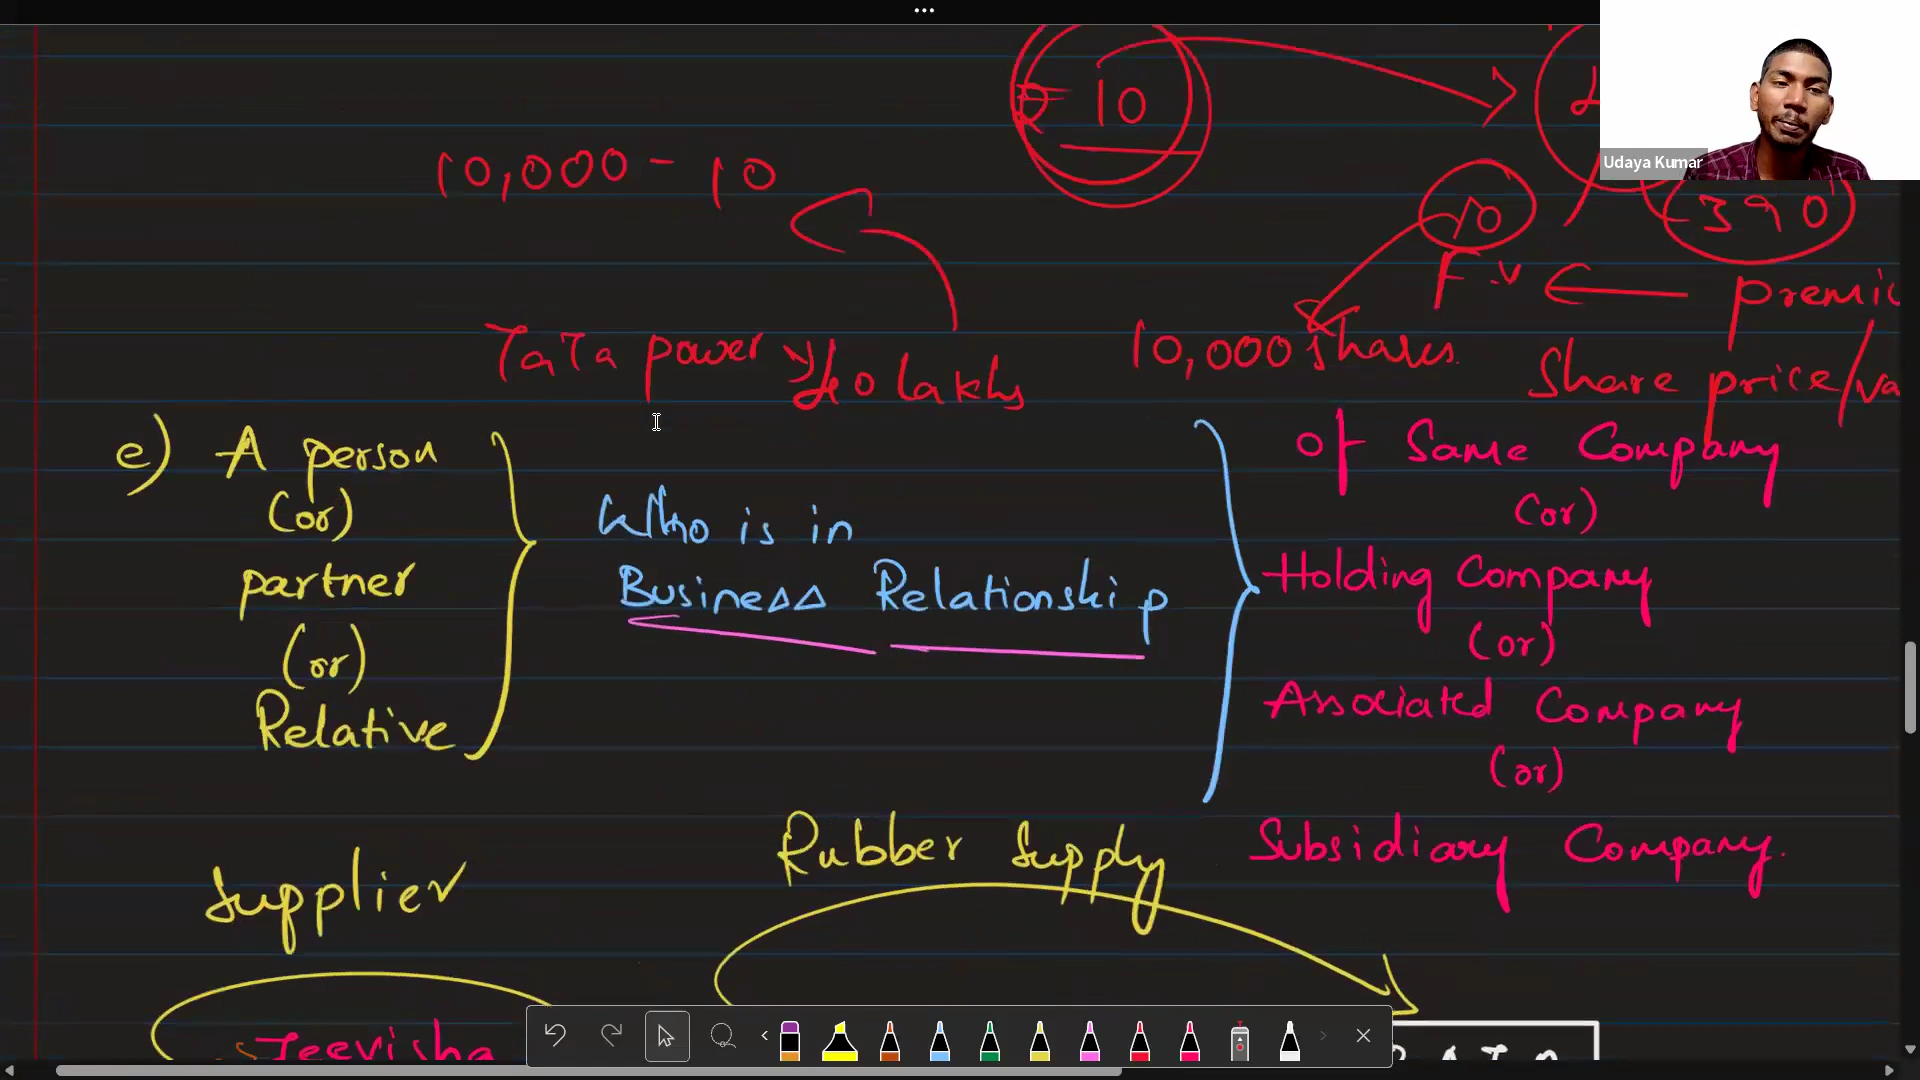 10
Udaya Kumar
10,000 - 10
10
390
F.V
Tata power
40 lakhs
10,000 shares.
Share price/
e) A person
(or)
partner
(or)
Relative
Who is in
Business Relationship
of Same Company
(or)
Holding Company
(or)
Associated Company
(or)
Subsidiary Company.
Supplier
Rubber Supply
Jeevisha